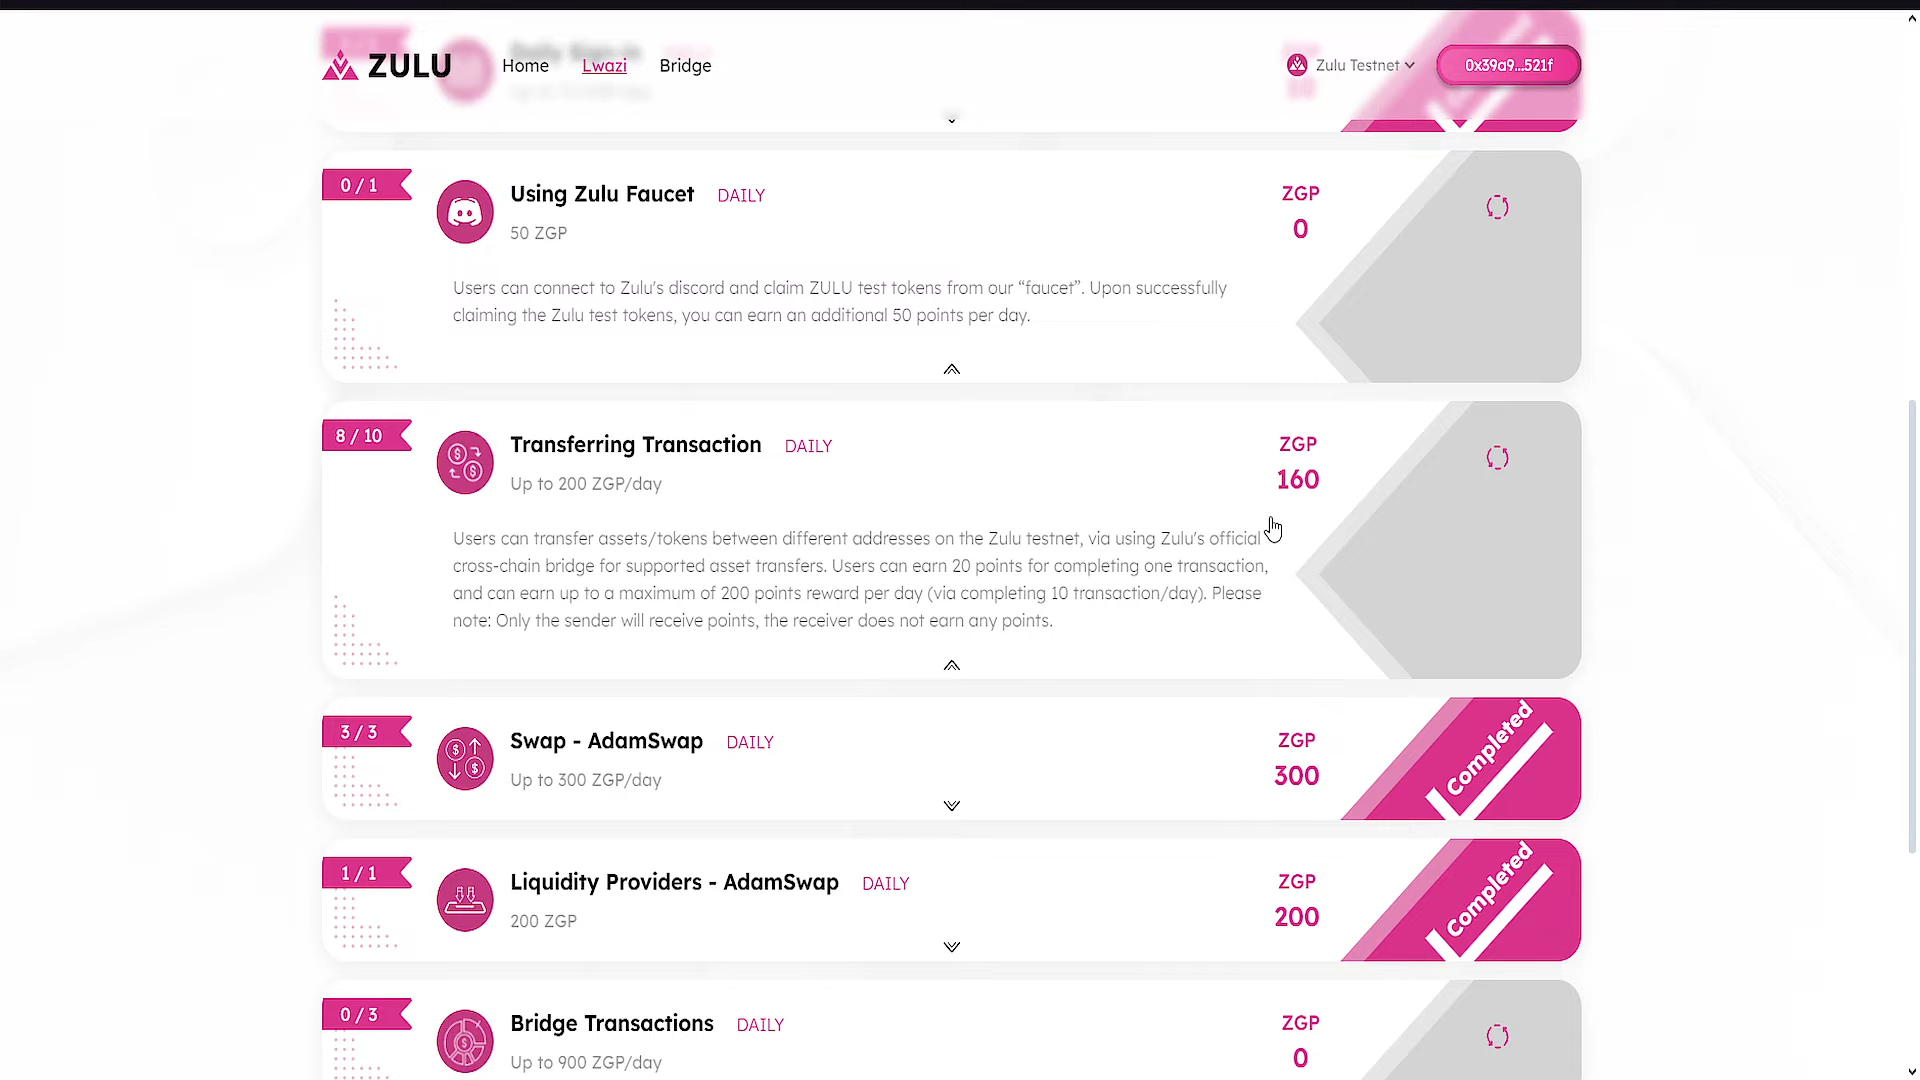 ZULU
Home Lwazi Bridge
Zulu Testnet
0x39a9...521f
0 / 1
Using Zulu Faucet DAILY
50 ZGP
ZGP
0
Users can connect to Zulu's discord and claim ZULU test tokens from our “faucet”. Upon successfully
claiming the Zulu test tokens, you can earn an additional 50 points per day.
8 / 10
Transferring Transaction DAILY
Up to 200 ZGP/day
ZGP
160
Users can transfer assets/tokens between different addresses on the Zulu testnet, via using Zulu's official
cross-chain bridge for supported asset transfers. Users can earn 20 points for completing one transaction,
and can earn up to a maximum of 200 points reward per day (via completing 10 transaction/day). Please
note: Only the sender will receive points, the receiver does not earn any points.
3 / 3
Swap - AdamSwap DAILY
Up to 300 ZGP/day
ZGP
300
Completed
1 / 1
Liquidity Providers - AdamSwap DAILY
200 ZGP
ZGP
200
Completed
0 / 3
Bridge Transactions DAILY
Up to 900 ZGP/day
ZGP
0